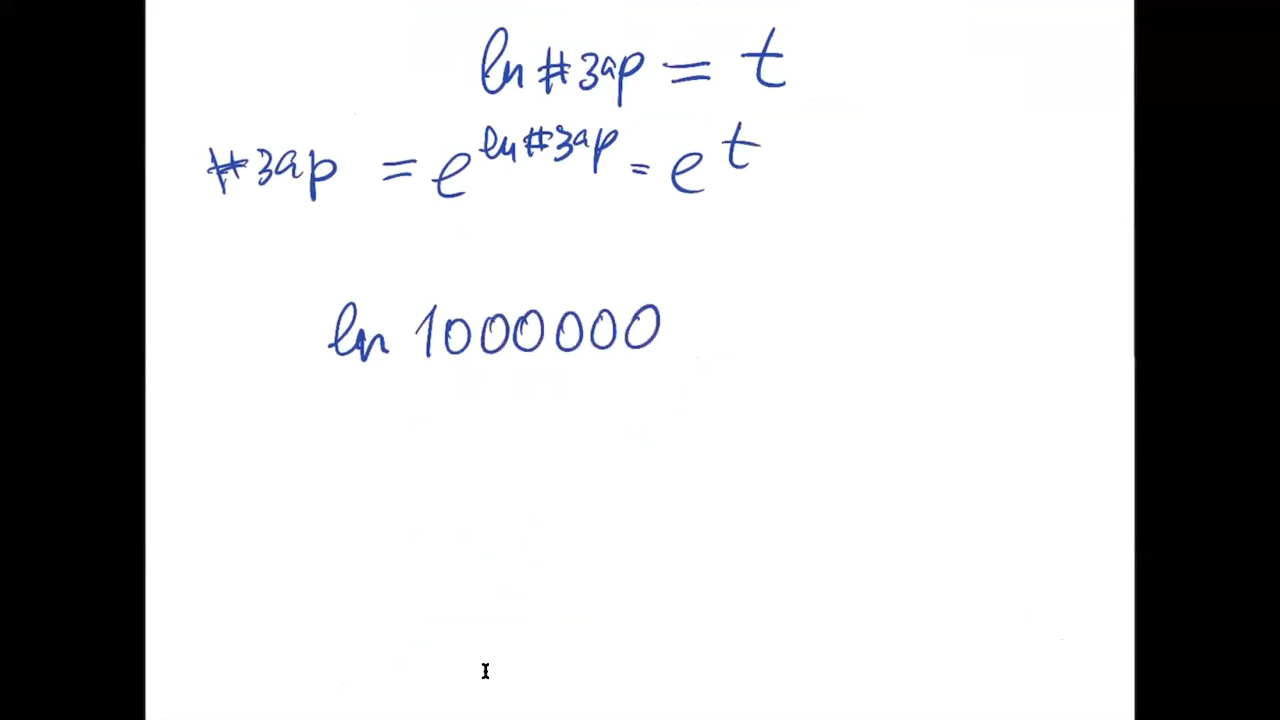 ln #зар = t
#зар = e^{ln #зар} = e^t
ln 1000000